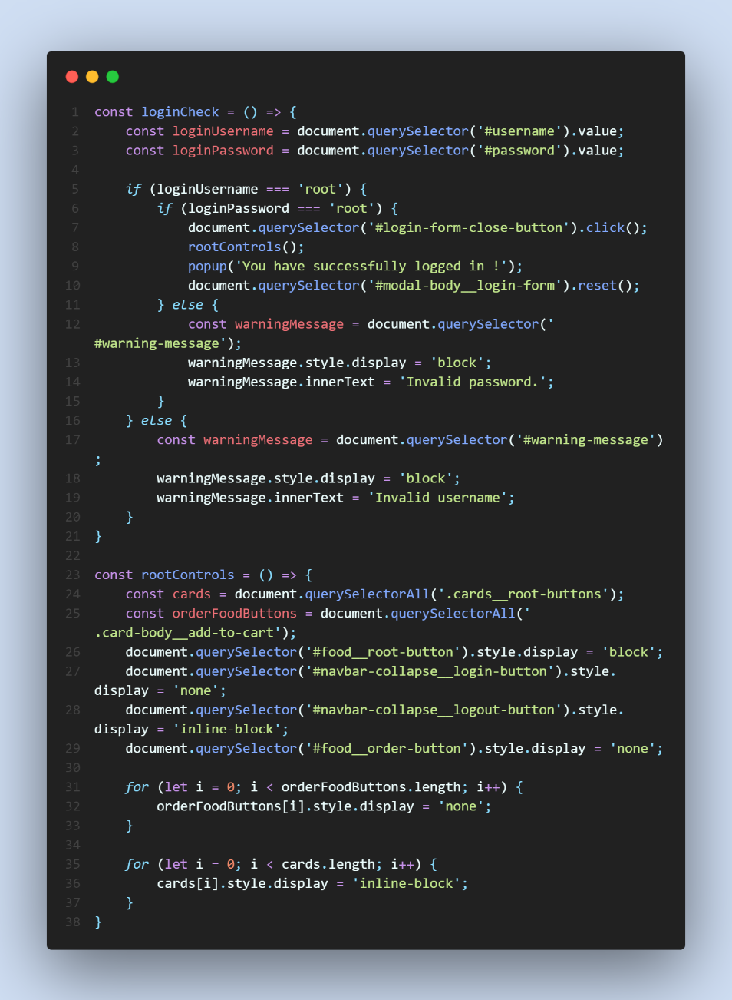 1 const loginCheck = () => {
2     const loginUsername = document.querySelector('#username').value;
3     const loginPassword = document.querySelector('#password').value;
4
5     if (loginUsername === 'root') {
6         if (loginPassword === 'root') {
7             document.querySelector('#login-form-close-button').click();
8             rootControls();
9             popup('You have successfully logged in !');
10             document.querySelector('#modal-body__login-form').reset();
11         } else {
12             const warningMessage = document.querySelector('
#warning-message');
13             warningMessage.style.display = 'block';
14             warningMessage.innerText = 'Invalid password.';
15         }
16     } else {
17         const warningMessage = document.querySelector('#warning-message')
;
18         warningMessage.style.display = 'block';
19         warningMessage.innerText = 'Invalid username';
20     }
21 }
22
23 const rootControls = () => {
24     const cards = document.querySelectorAll('.cards__root-buttons');
25     const orderFoodButtons = document.querySelectorAll('
.card-body__add-to-cart');
26     document.querySelector('#food__root-button').style.display = 'block';
27     document.querySelector('#navbar-collapse__login-button').style.
display = 'none';
28     document.querySelector('#navbar-collapse__logout-button').style.
display = 'inline-block';
29     document.querySelector('#food__order-button').style.display = 'none';
30
31     for (let i = 0; i < orderFoodButtons.length; i++) {
32         orderFoodButtons[i].style.display = 'none';
33     }
34
35     for (let i = 0; i < cards.length; i++) {
36         cards[i].style.display = 'inline-block';
37     }
38 }